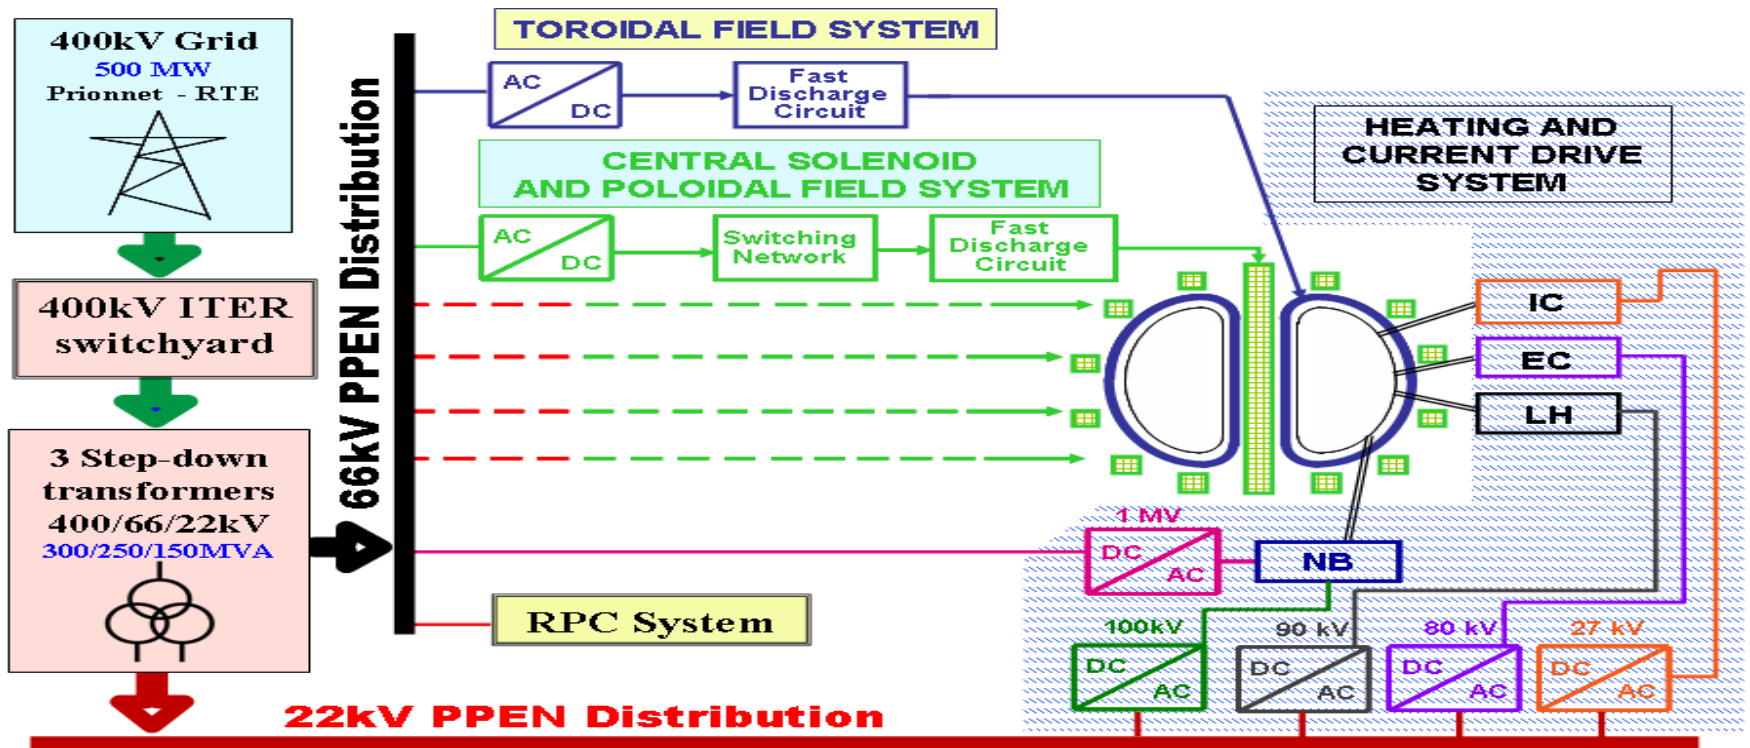 400kV Grid
500 MW
Prionnet - RTE
400kV ITER
switchyard
3 Step-down
transformers
400/66/22kV
300/250/150MVA
66kV PPEN Distribution
TOROIDAL FIELD SYSTEM
AC
DC
Fast
Discharge
Circuit
CENTRAL SOLENOID
AND POLOIDAL FIELD SYSTEM
AC
DC
Switching
Network
Fast
Discharge
Circuit
HEATING AND
CURRENT DRIVE
SYSTEM
IC
EC
LH
1 MV
DC
AC
NB
RPC System
100kV
DC
AC
90 kV
DC
AC
80 kV
DC
AC
27 kV
DC
AC
22kV PPEN Distribution